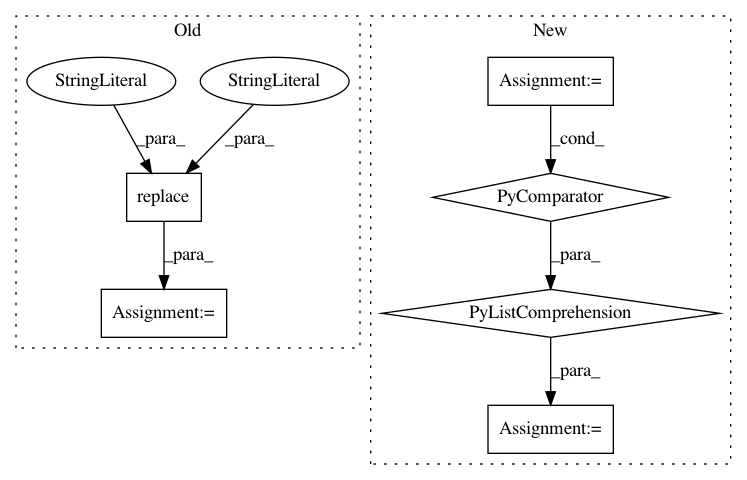 Old
StringLiteral
StringLiteral
_para_
_para_
replace
_para_
Assignment:=
New
Assignment:=
_cond_
PyComparator
_para_
PyListComprehension
_para_
Assignment:=